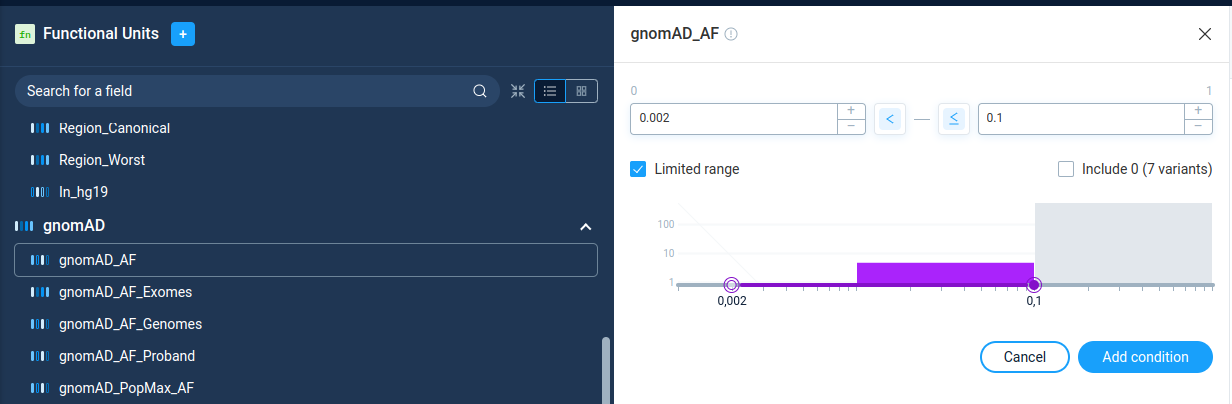 fn Functional Units +
Search for a field
Region_Canonical
Region_Worst
In_hg19
gnomAD
gnomAD_AF
gnomAD_AF_Exomes
gnomAD_AF_Genomes
gnomAD_AF_Proband
gnomAD_PopMax_AF
gnomAD_AF
0 1
0.002 + − < — ≤ 0.1 + −
Limited range Include 0 (7 variants)
100
10
1
0,002 0,1
Cancel Add condition